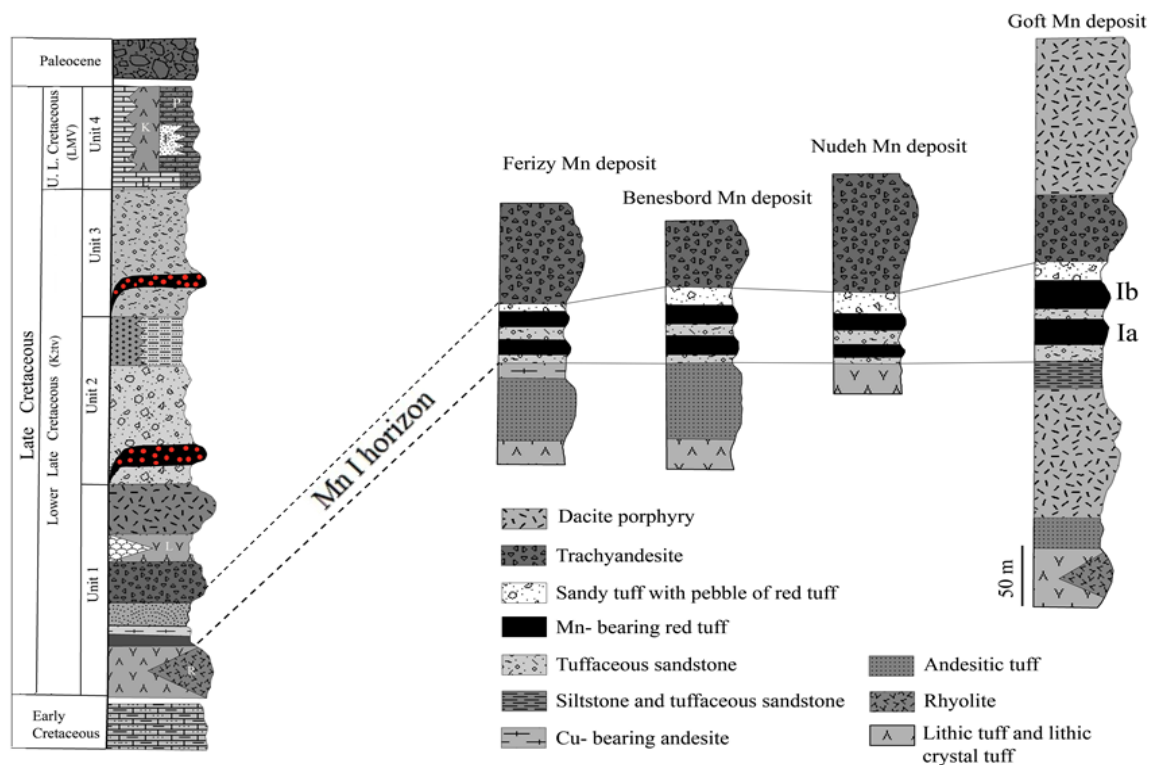 Goft Mn deposit
Paleocene
U. L. Cretaceous
(LMV)
Unit 4
P
K
Nudeh Mn deposit
Ferizy Mn deposit
Benesbord Mn deposit
Late Cretaceous
Lower Late Cretaceous (K2tv)
Unit 3
Ib
Ia
Unit 2
Mn I horizon
Unit 1
L
R
Early
Cretaceous
50 m
Dacite porphyry
Trachyandesite
Sandy tuff with pebble of red tuff
Mn- bearing red tuff
Tuffaceous sandstone
Siltstone and tuffaceous sandstone
Cu- bearing andesite
Andesitic tuff
Rhyolite
Lithic tuff and lithic
crystal tuff